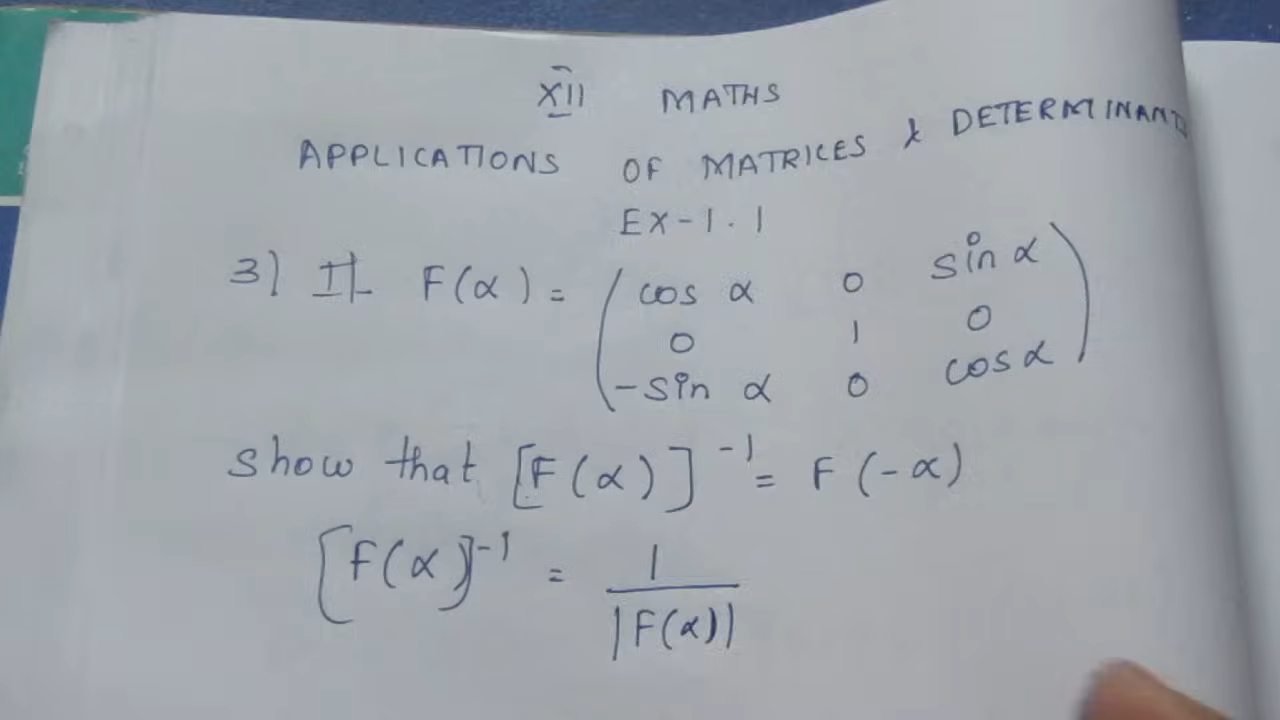 XII MATHS
APPLICATIONS OF MATRICES & DETERMINANTS
EX-1.1
3) If F(α) = ( cos α 0 sin α
0 1 0
-sin α 0 cos α )
show that [F(α)]⁻¹ = F(-α)
[F(α)]⁻¹ = 1
|F(α)|